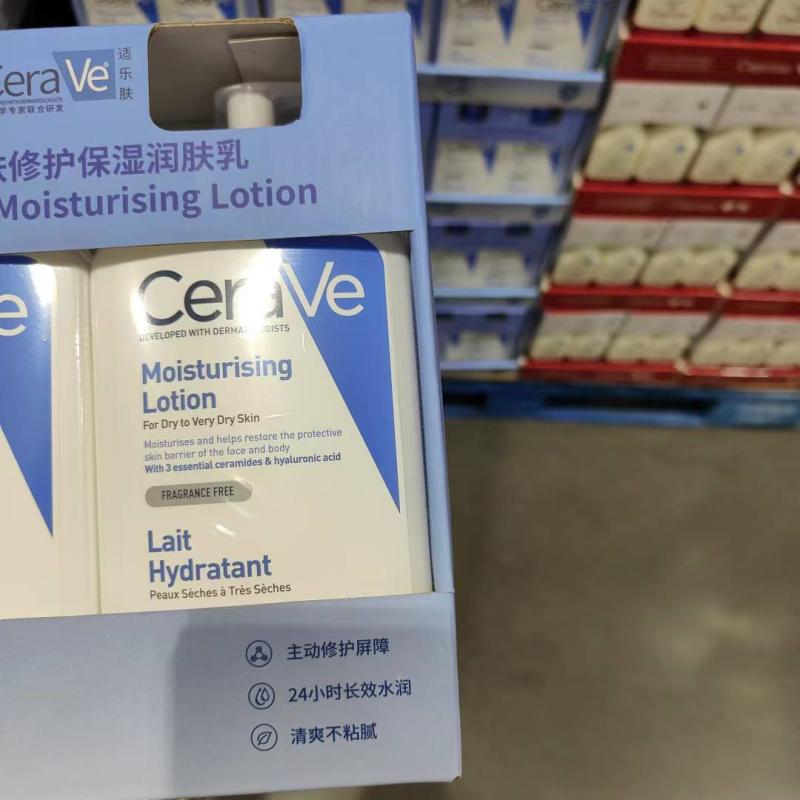 CeraVe
适乐肤
修护保湿润肤乳
Moisturising Lotion
e
CeraVe
DEVELOPED WITH DERMATOLOGISTS
Moisturising
Lotion
For Dry to Very Dry Skin
Moisturises and helps restore the protective
skin barrier of the face and body
With 3 essential ceramides & hyaluronic acid
FRAGRANCE FREE
Lait
Hydratant
Peaux Sèches à Très Sèches
主动修护屏障
24小时长效水润
清爽不粘腻